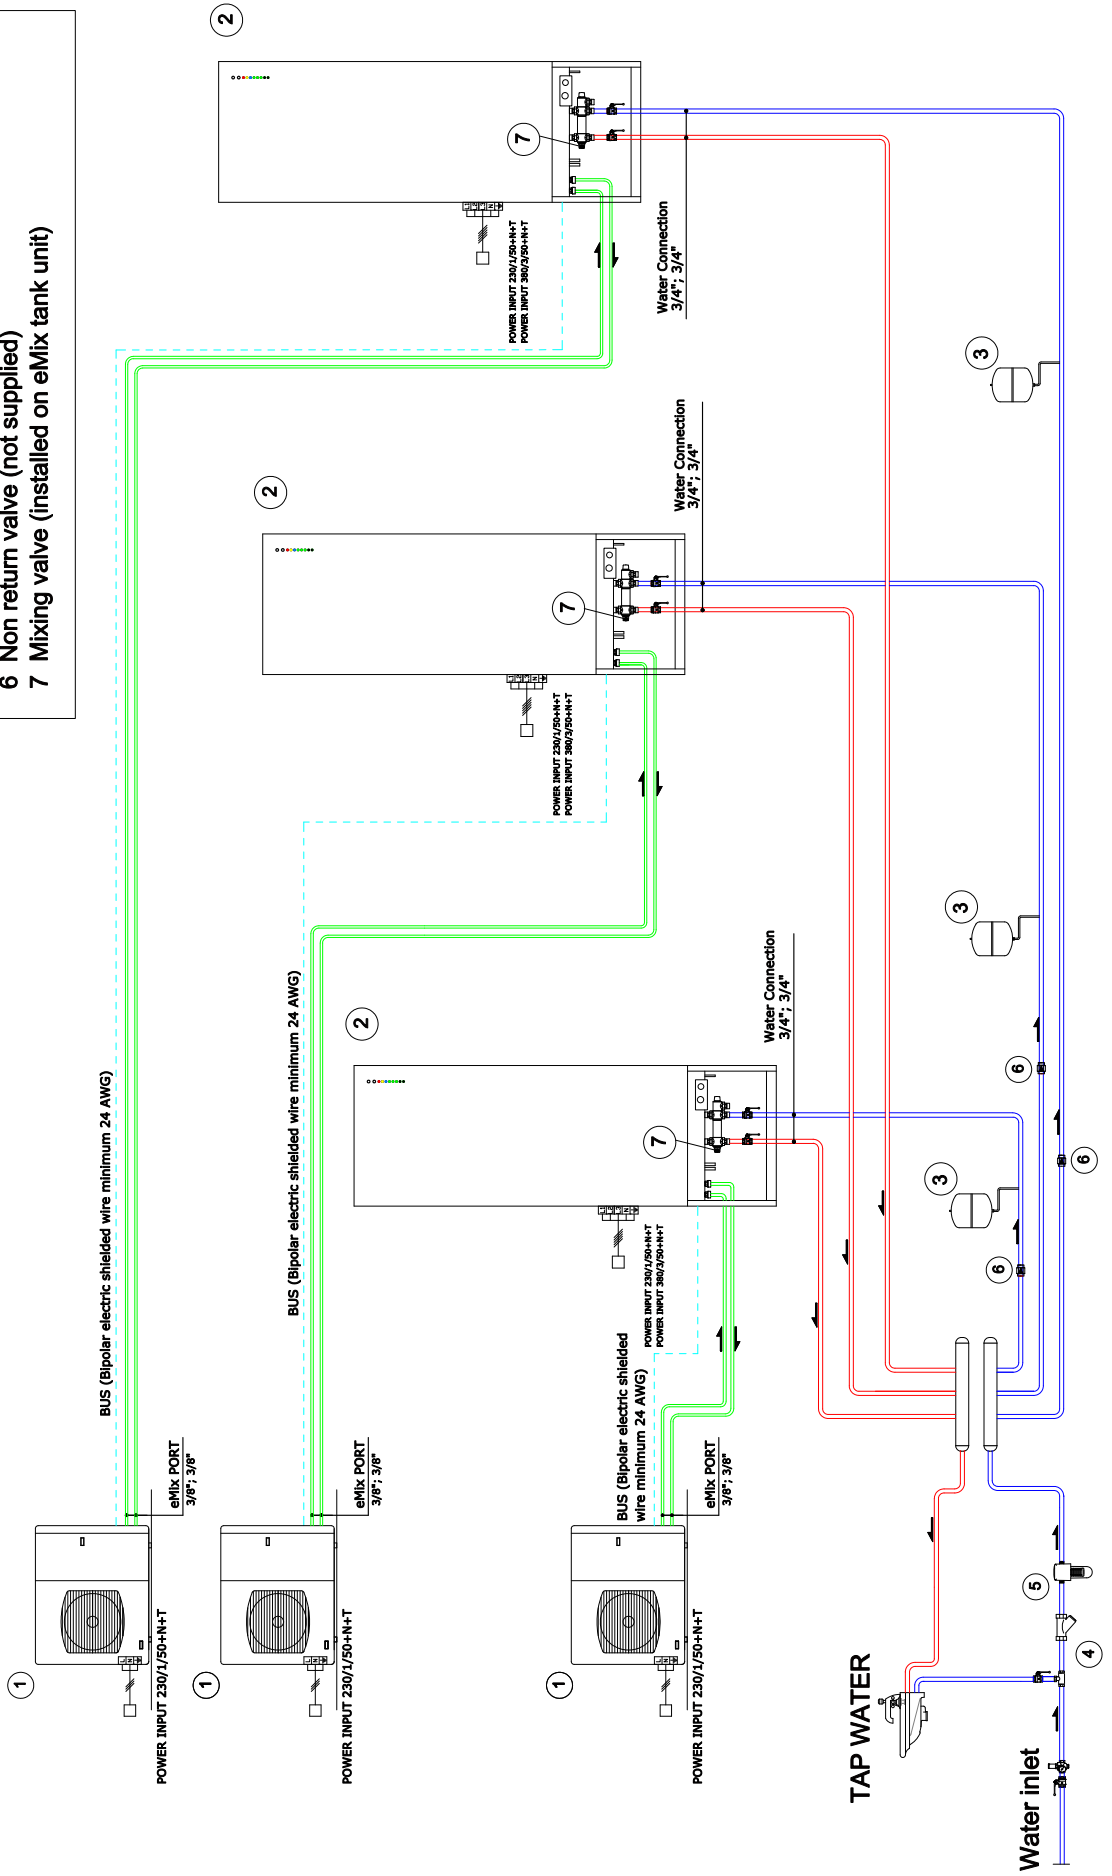 6 Non return valve (not supplied)
7 Mixing valve (installed on eMix tank unit)
2
7
POWER INPUT 230/1/50+N+T
POWER INPUT 380/3/50+N+T
Water Connection
3/4"; 3/4"
3
2
7
POWER INPUT 230/1/50+N+T
POWER INPUT 380/3/50+N+T
Water Connection
3/4"; 3/4"
3
2
7
POWER INPUT 230/1/50+N+T
POWER INPUT 380/3/50+N+T
Water Connection
3/4"; 3/4"
3
6
6
6
BUS (Bipolar electric shielded wire minimum 24 AWG)
BUS (Bipolar electric shielded wire minimum 24 AWG)
BUS (Bipolar electric shielded
wire minimum 24 AWG)
eMix PORT
3/8"; 3/8"
eMix PORT
3/8"; 3/8"
eMix PORT
3/8"; 3/8"
1
POWER INPUT 230/1/50+N+T
1
POWER INPUT 230/1/50+N+T
1
POWER INPUT 230/1/50+N+T
5
4
TAP WATER
Water inlet